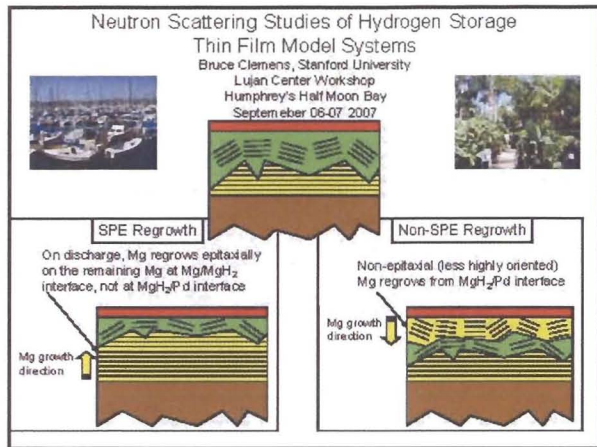 Neutron Scattering Studies of Hydrogen Storage
Thin Film Model Systems
Bruce Clemens, Stanford University
Lujan Center Workshop
Humphrey's Half Moon Bay
Septemeber 06-07 2007
SPE Regrowth
On discharge, Mg regrows epitaxially
on the remaining Mg at Mg/MgH₂
interface, not at MgH₂/Pd interface
Mg growth
direction
Non-SPE Regrowth
Non-epitaxial (less highly oriented)
Mg regrows from MgH₂/Pd interface
Mg growth
direction